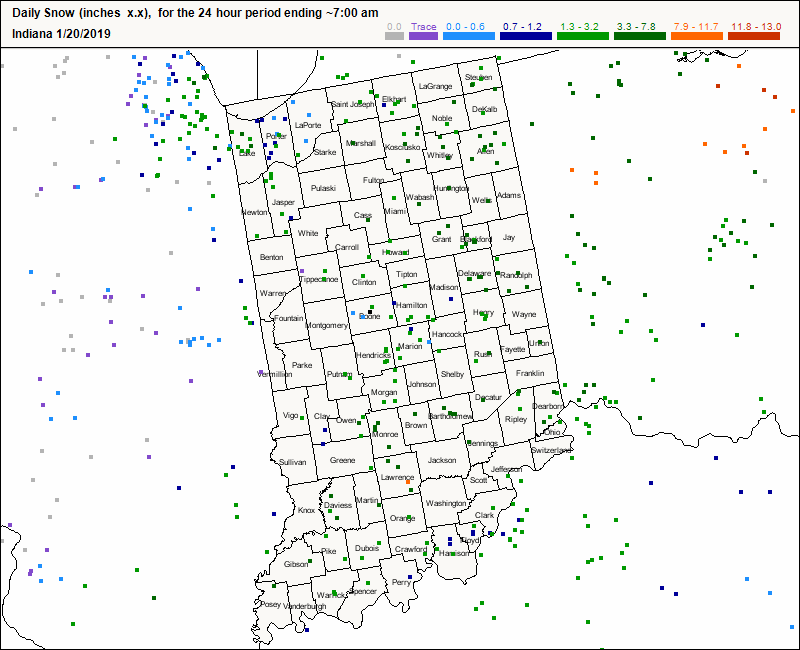 Daily Snow (inches x.x), for the 24 hour period ending ~7:00 am
Indiana 1/20/2019
0.0 Trace 0.0 - 0.6 0.7 - 1.2 1.3 - 3.2 3.3 - 7.8 7.9 - 11.7 11.8 - 13.0
Steuben
LaGrange
Elkhart
Saint Joseph
LaPorte
Porter
Lake
Noble
DeKalb
Starke
Marshall
Kosciusko
Whitley
Allen
Pulaski
Fulton
Jasper
Newton
Wabash
Huntington
Wells
Adams
Cass
Miami
White
Carroll
Howard
Grant
Blackford
Jay
Benton
Tippecanoe
Clinton
Tipton
Madison
Delaware
Randolph
Warren
Fountain
Montgomery
Boone
Hamilton
Henry
Wayne
Hancock
Marion
Hendricks
Parke
Vermillion
Putnam
Rush
Fayette
Union
Johnson
Shelby
Franklin
Morgan
Decatur
Dearborn
Vigo
Clay
Owen
Monroe
Brown
Bartholomew
Ripley
Ohio
Jennings
Switzerland
Sullivan
Greene
Lawrence
Jackson
Jefferson
Scott
Knox
Daviess
Martin
Orange
Washington
Clark
Floyd
Harrison
Crawford
Dubois
Pike
Gibson
Perry
Spencer
Warrick
Vanderburgh
Posey